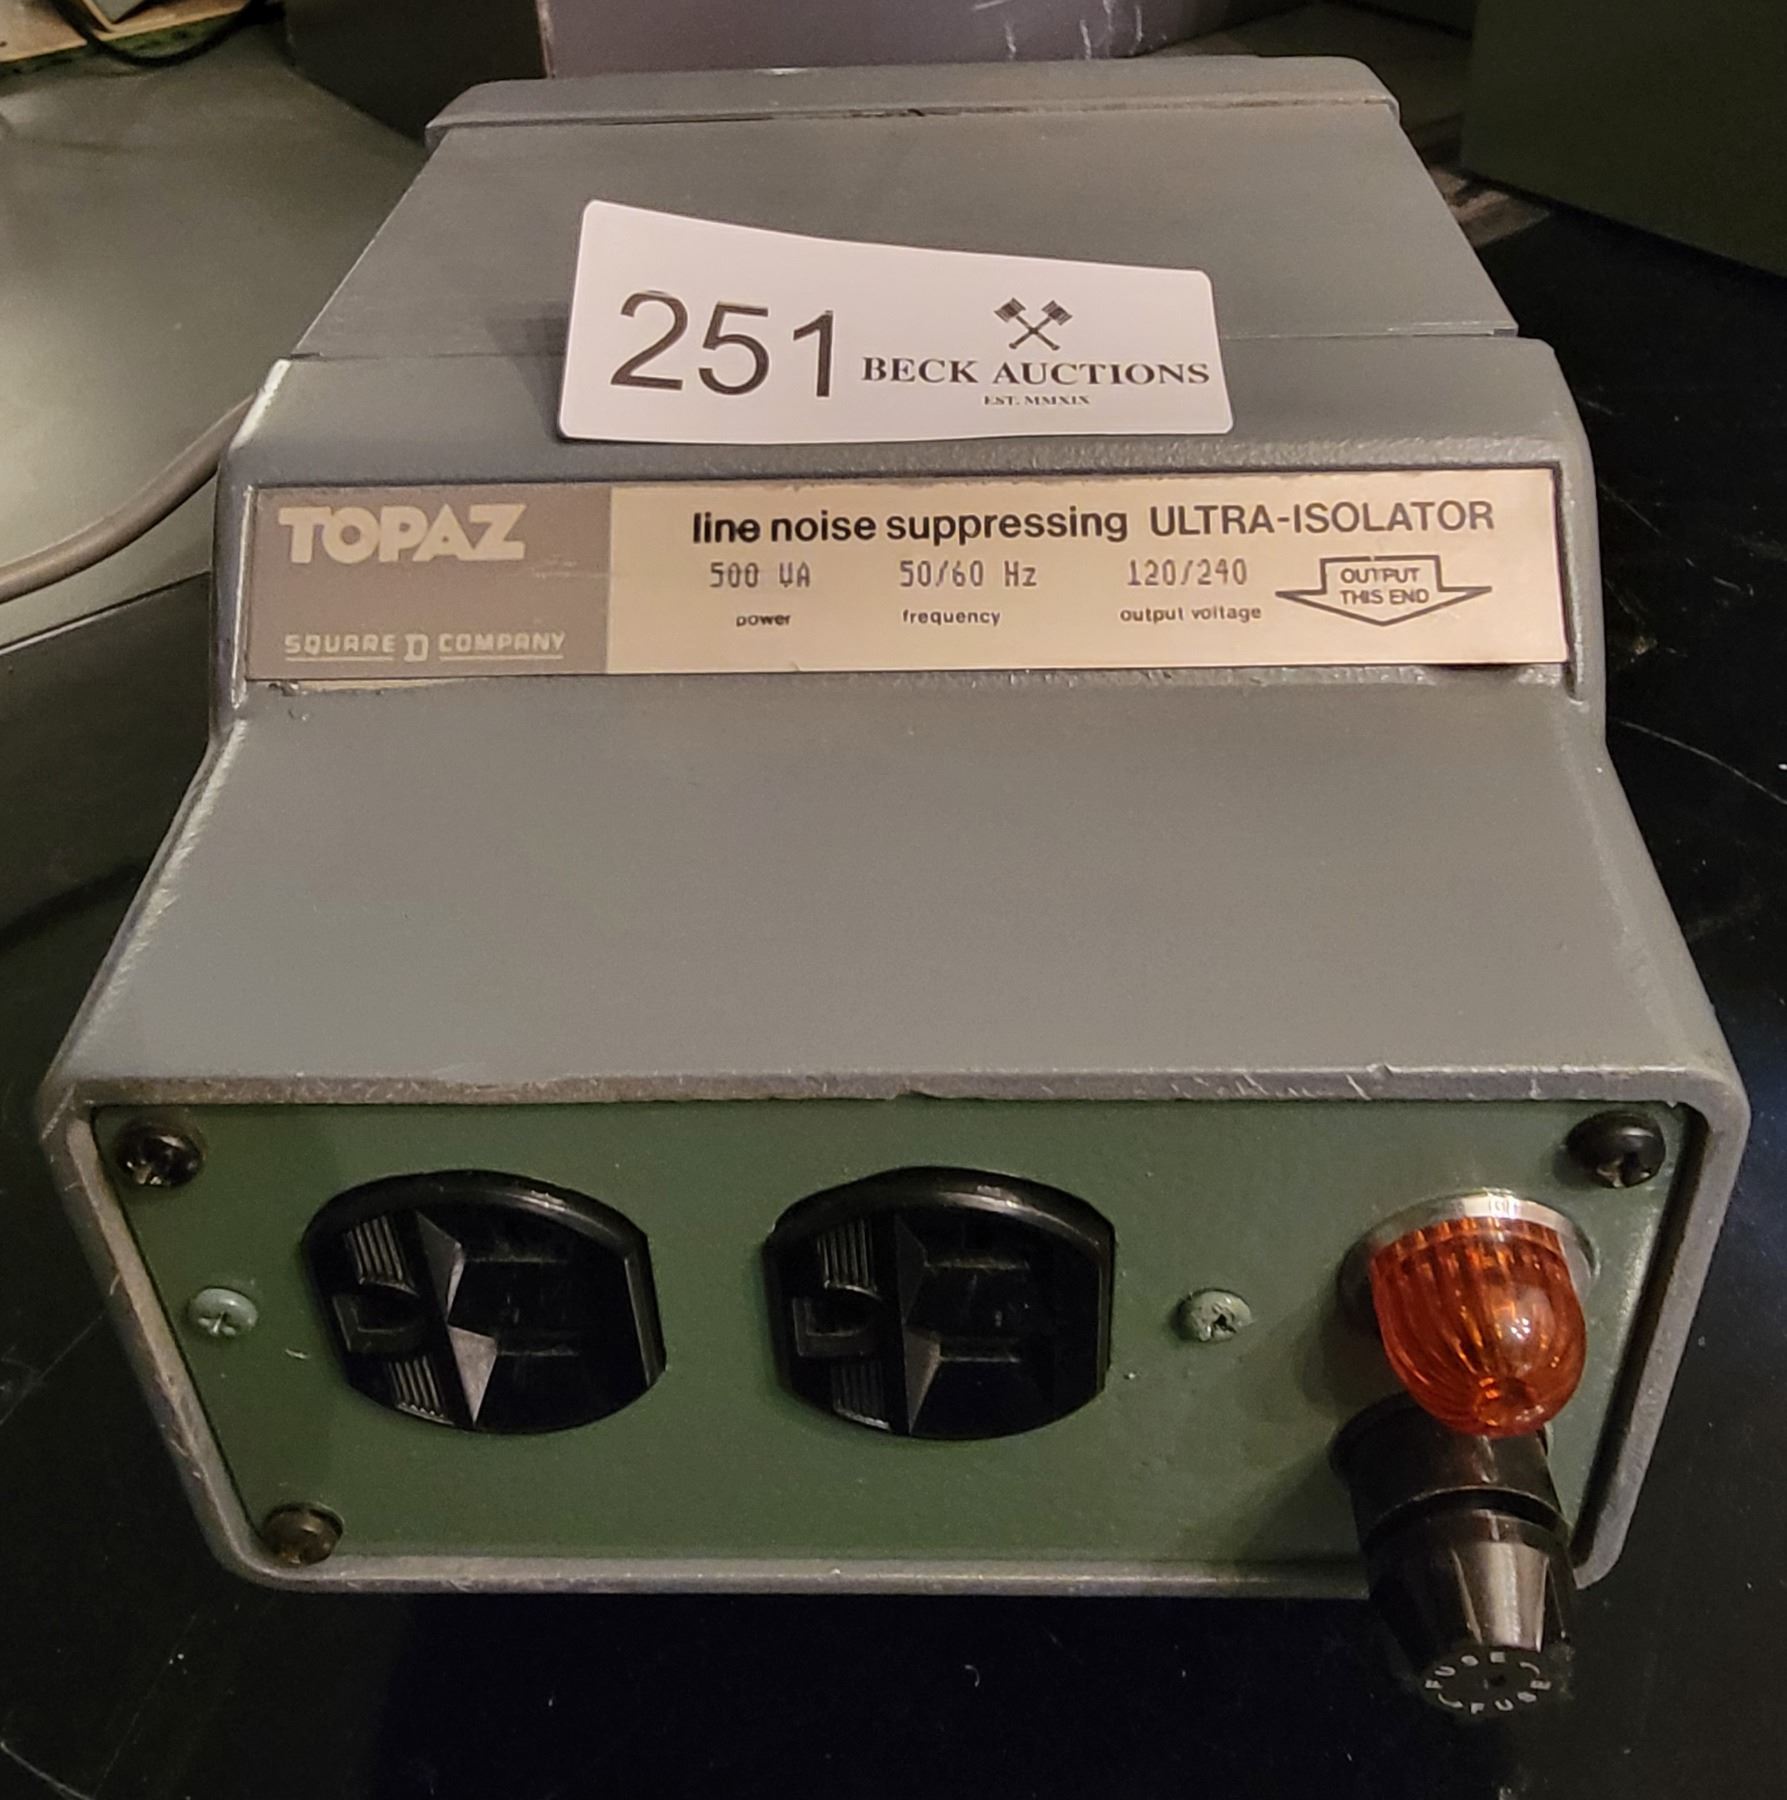 251
BECK AUCTIONS
EST. MMXIX
TOPAZ
SQUARE D COMPANY
line noise suppressing ULTRA-ISOLATOR
500 VA 50/60 Hz 120/240
power frequency output voltage
OUTPUT
THIS END
FUSE
FUSE